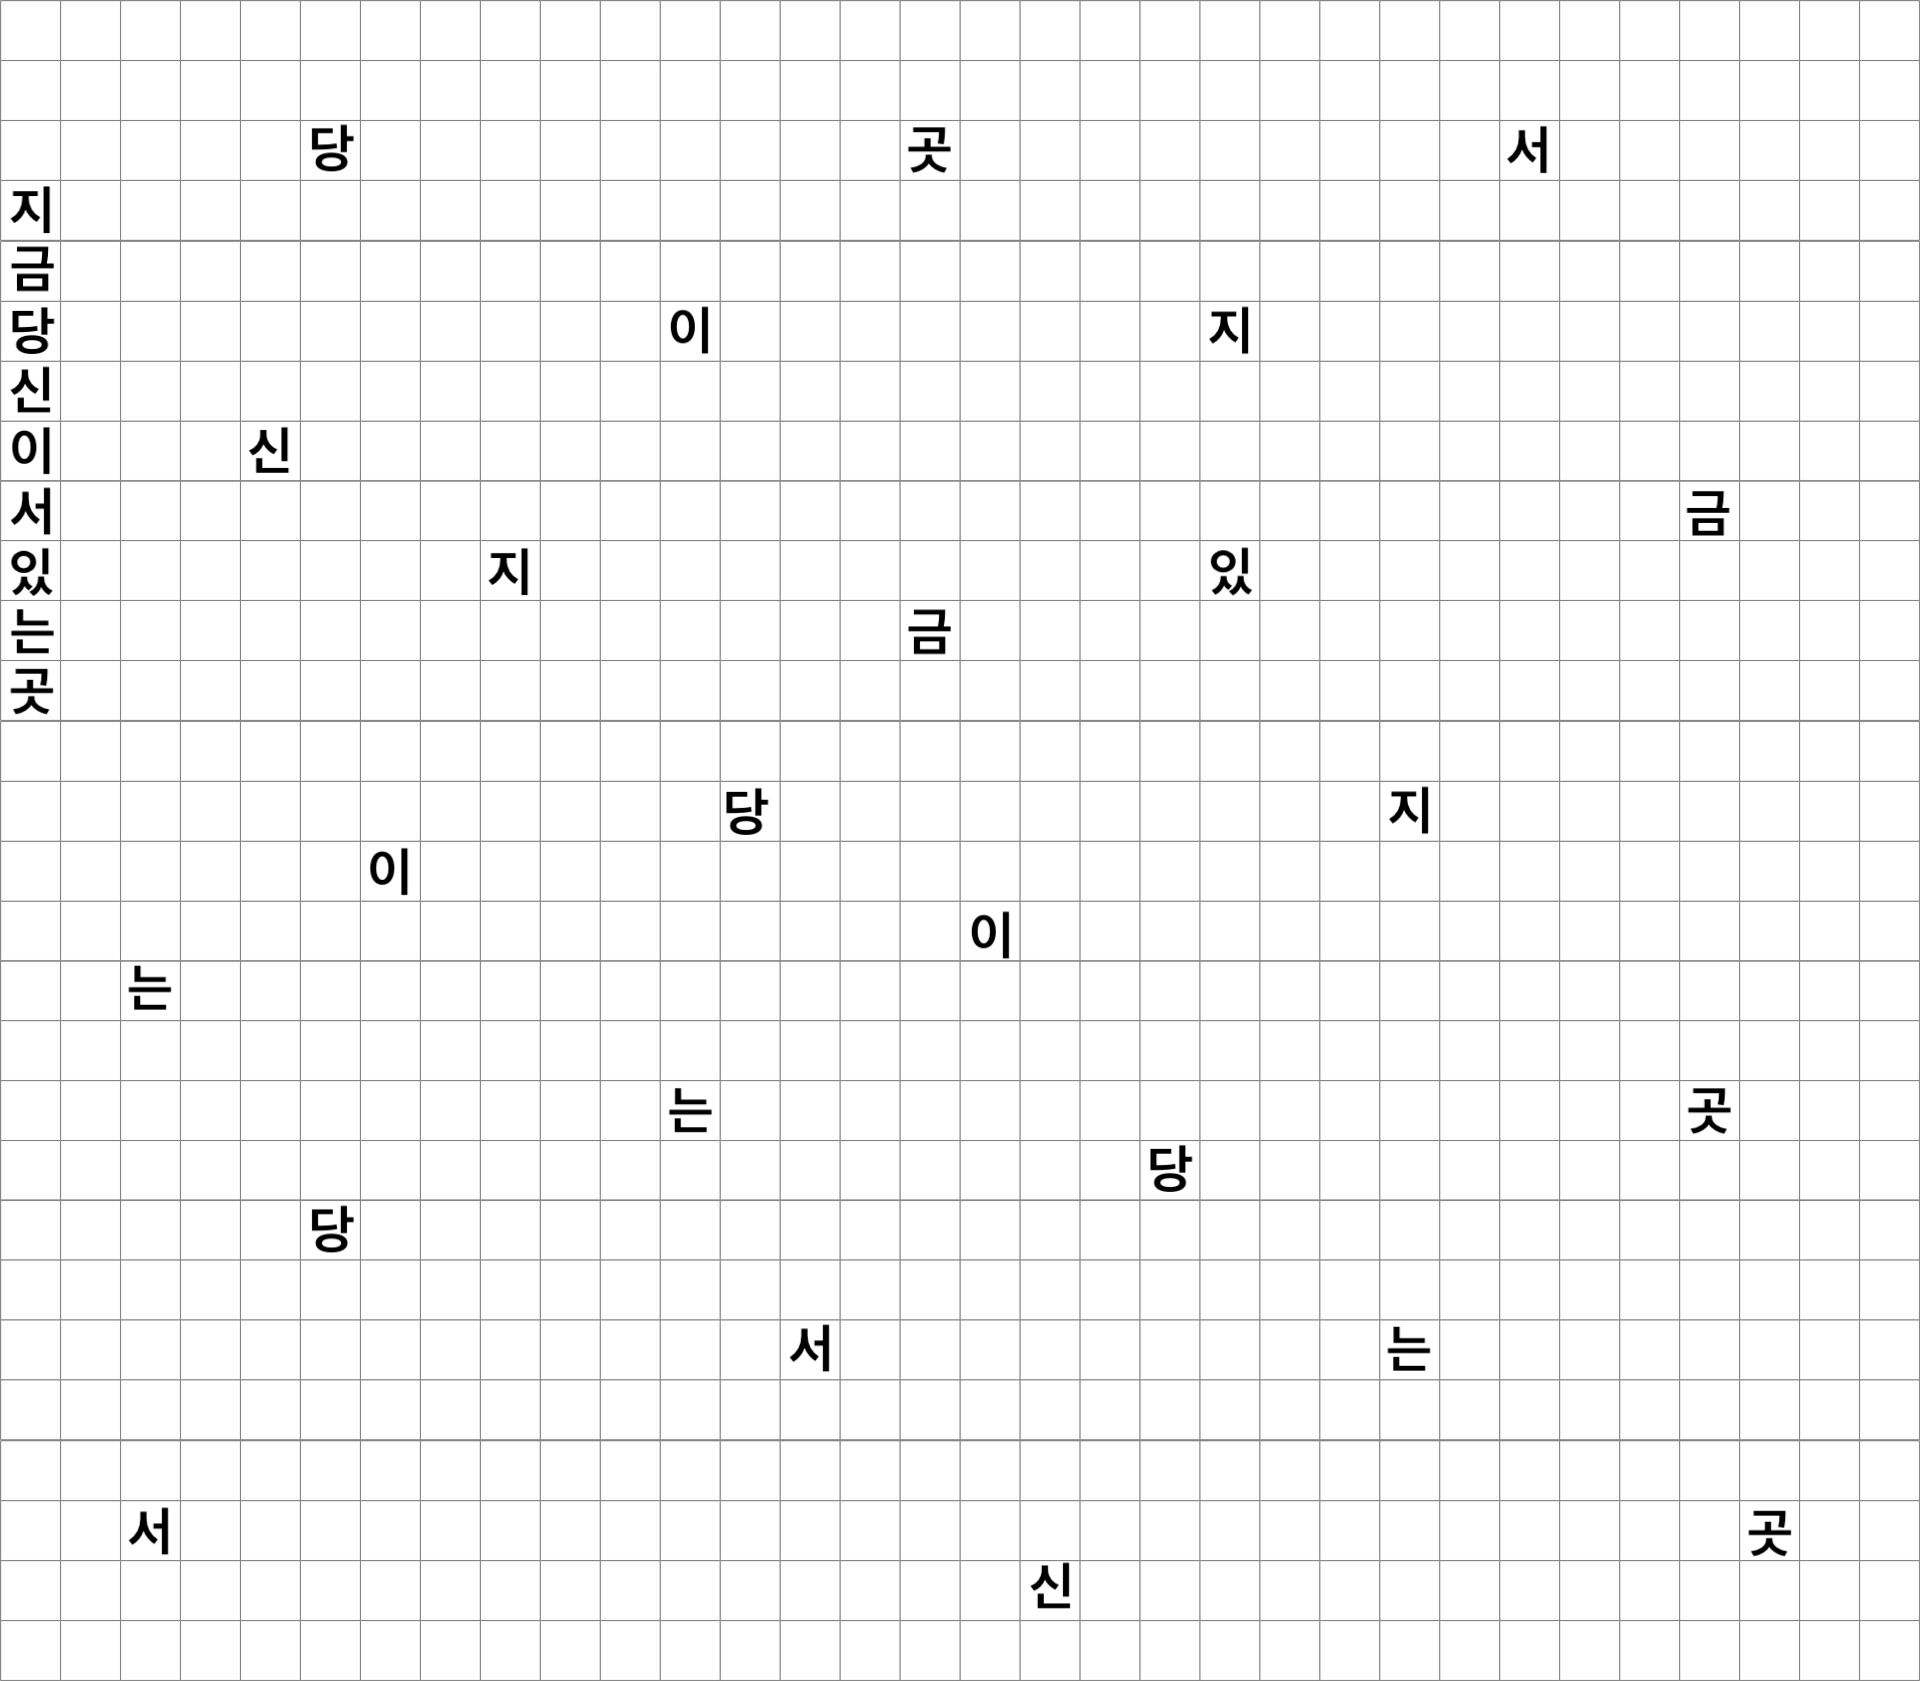 당 곳 서
지
금
당 이 지
신
이 신
서 금
있 지 있
는 금
곳
당 지
이
이
는
는 곳
당
당
서 는
서 곳
신